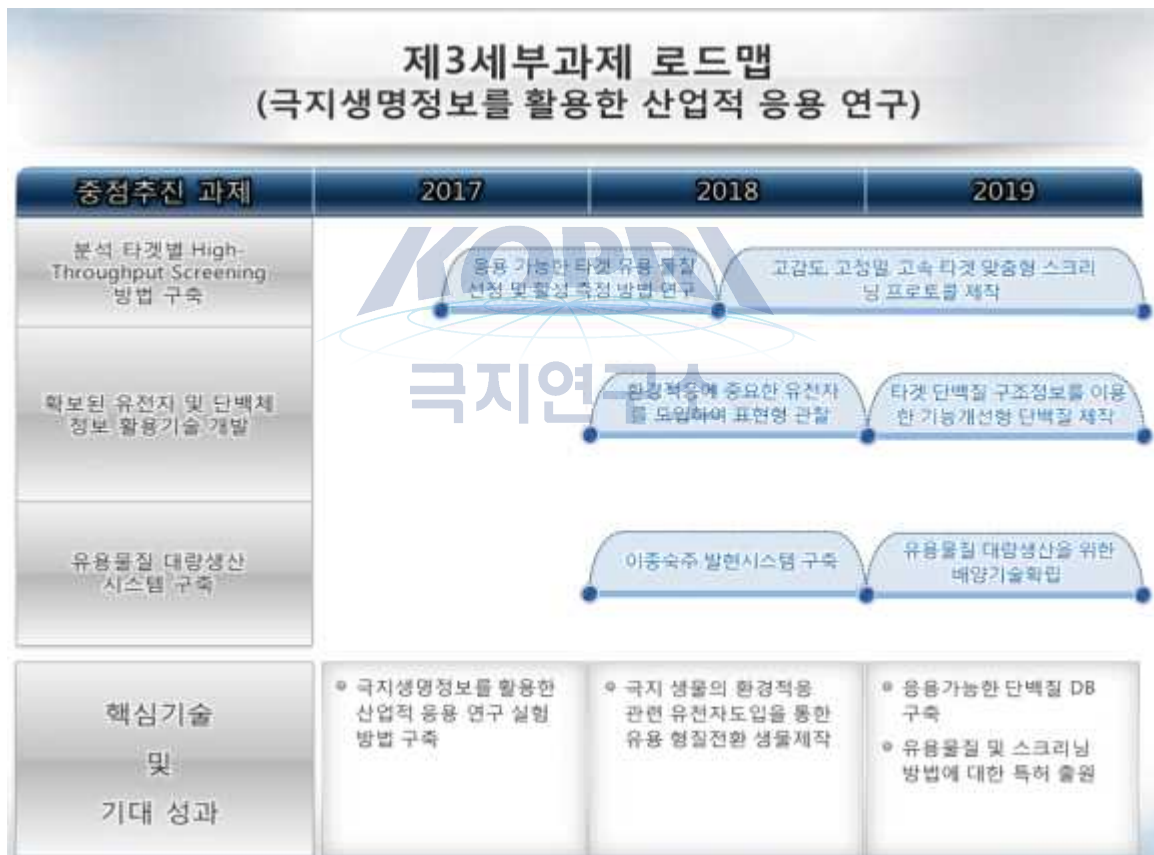 제3세부과제 로드맵
(극지생명정보를 활용한 산업적 응용 연구)
중점추진 과제
2017
2018
2019
분석 타겟별 High-
Throughput Screening
방법 구축
응용 가능한 타겟 유용 물질
선정 및 활성 측정 방법 연구
고감도, 고정밀 고속 타겟 맞춤형 스크리
닝 프로토콜 제작
KOPRI
극지연구소
확보된 유전자 및 단백체
정보 활용기술 개발
환경적응에 중요한 유전자
를 도입하여 표현형 관찰
타겟 단백질 구조정보를 이용
한 기능개선형 단백질 제작
유용물질 대량생산
시스템 구축
이종숙주 발현시스템 구축
유용물질 대량생산을 위한
배양기술확립
핵심기술
및
기대 성과
극지생명정보를 활용한
산업적 응용 연구 실험
방법 구축
극지 생물의 환경적응
관련 유전자도입을 통한
유용 형질전환 생물제작
응용가능한 단백질 DB
구축
유용물질 및 스크리닝
방법에 대한 특허 출원